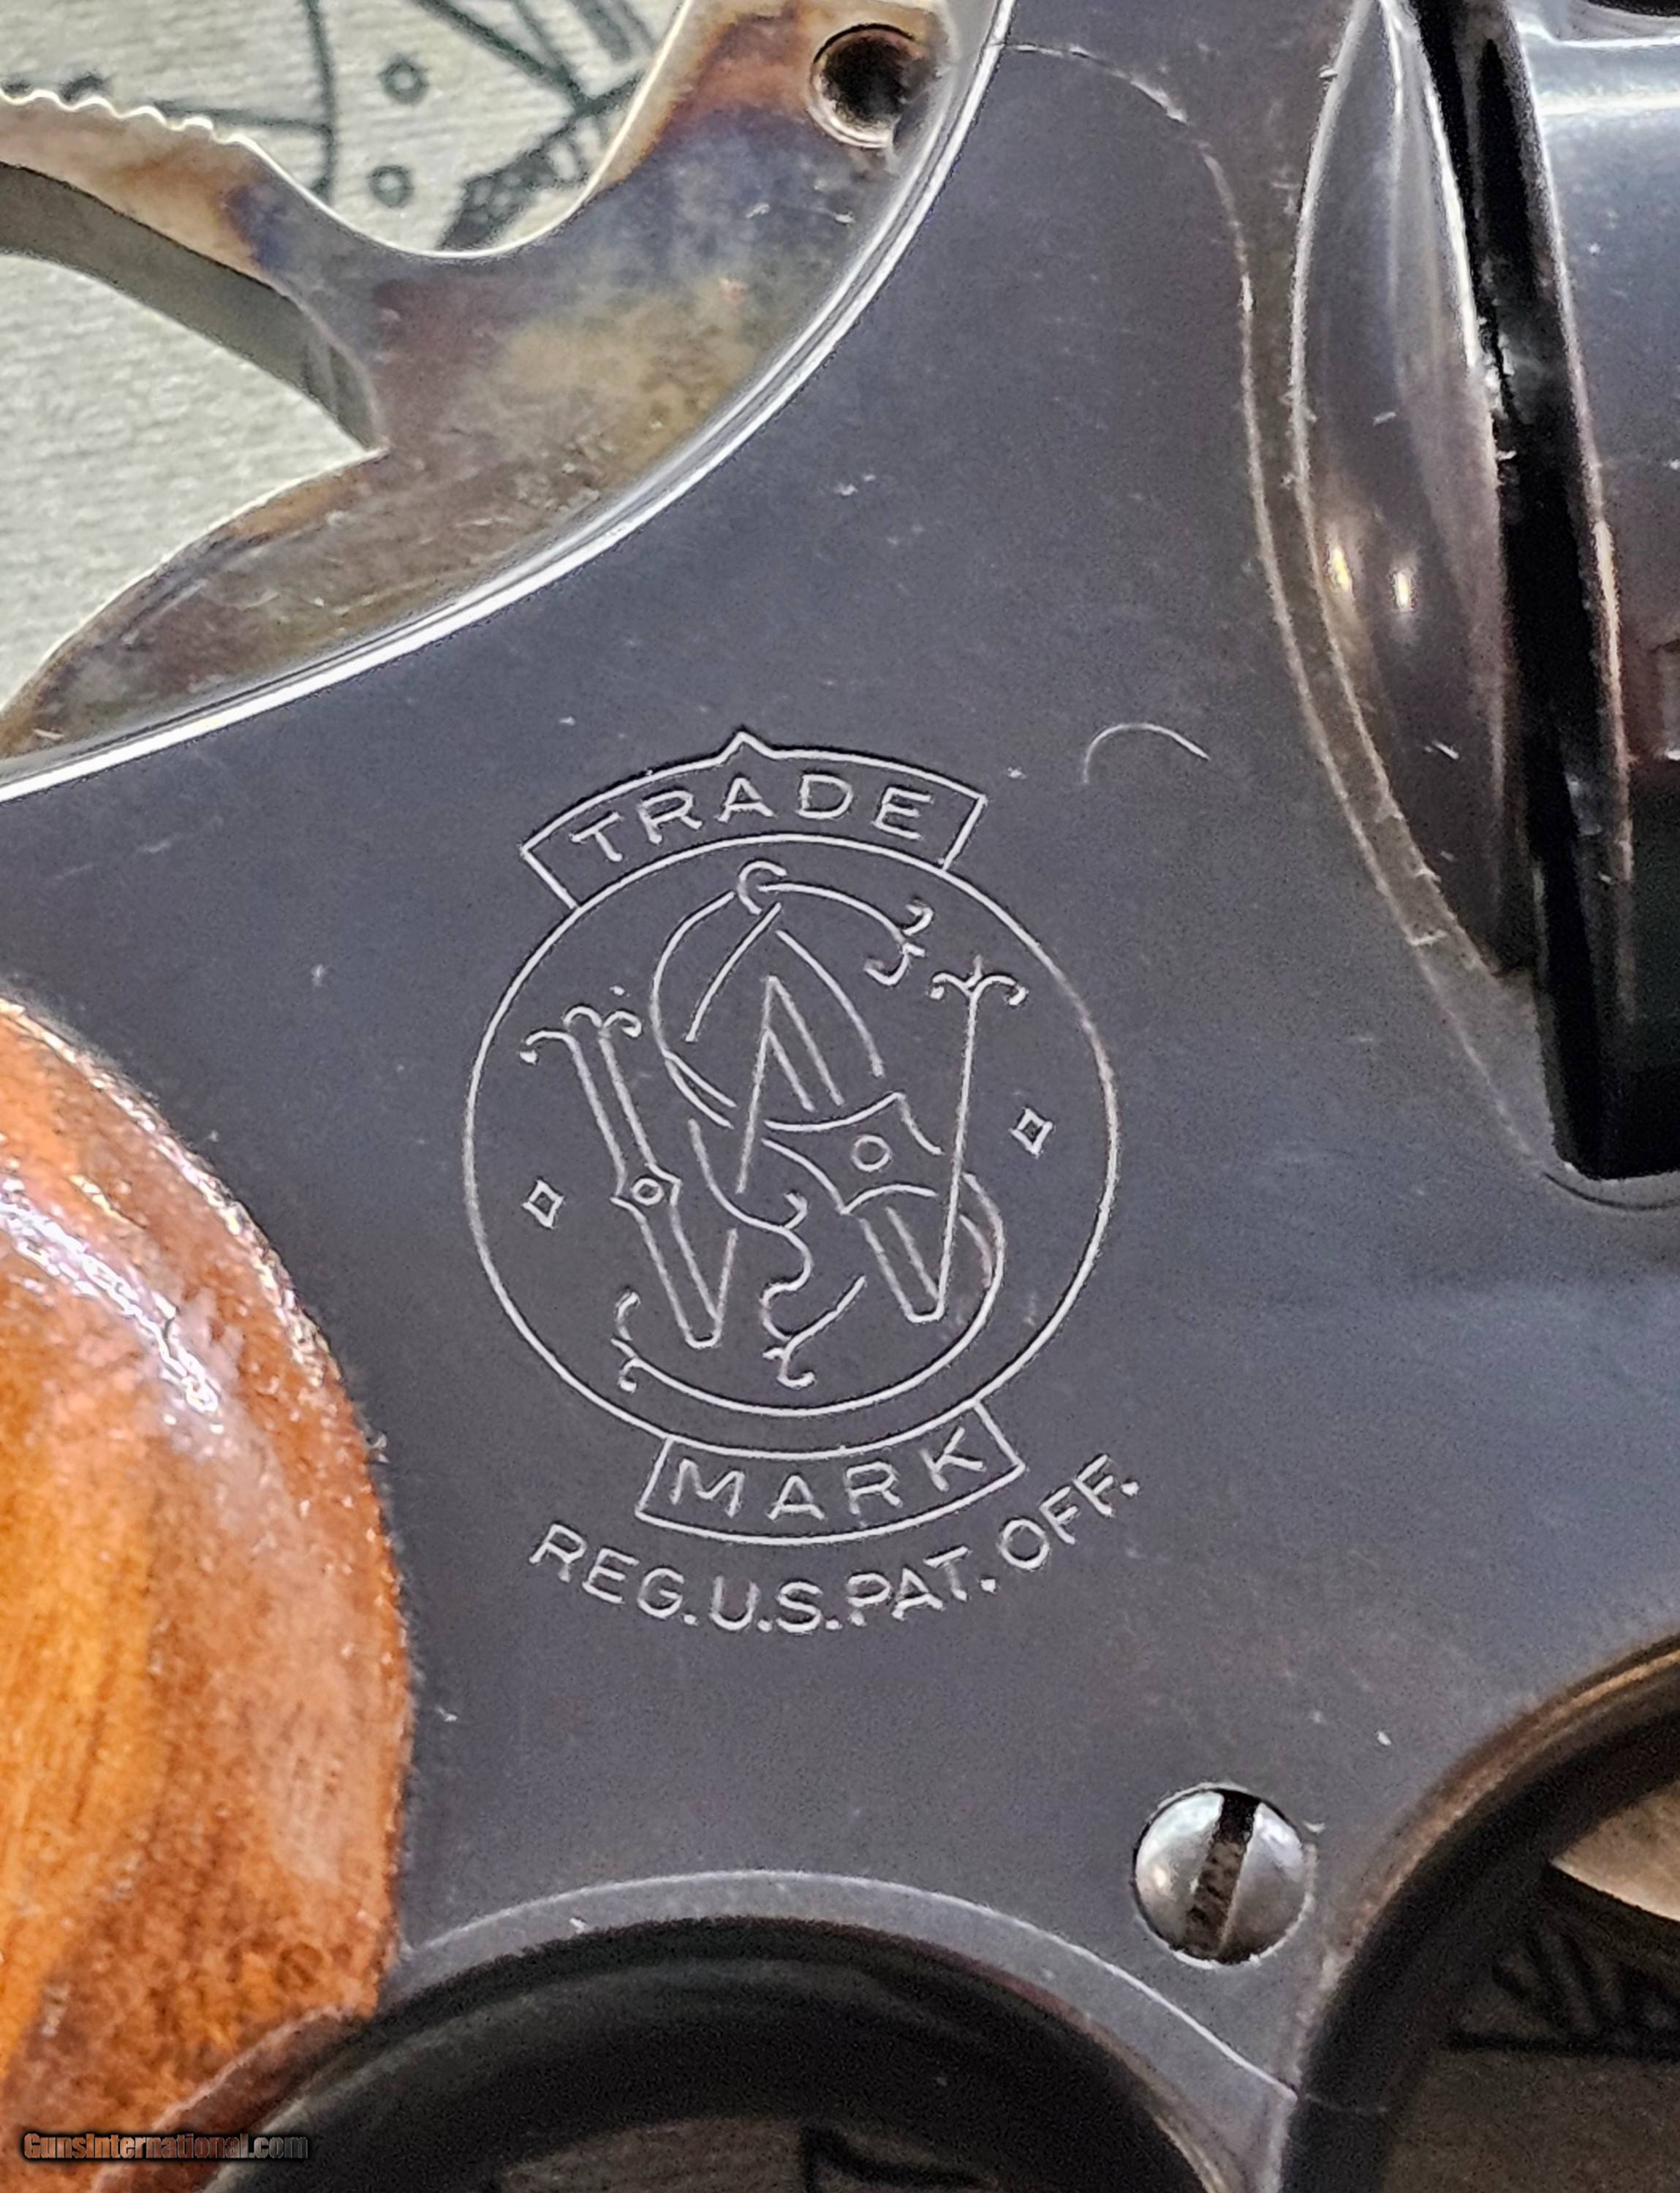 TRADE
S W
MARK
REG.U.S.PAT.OFF.
GunsInternational.com